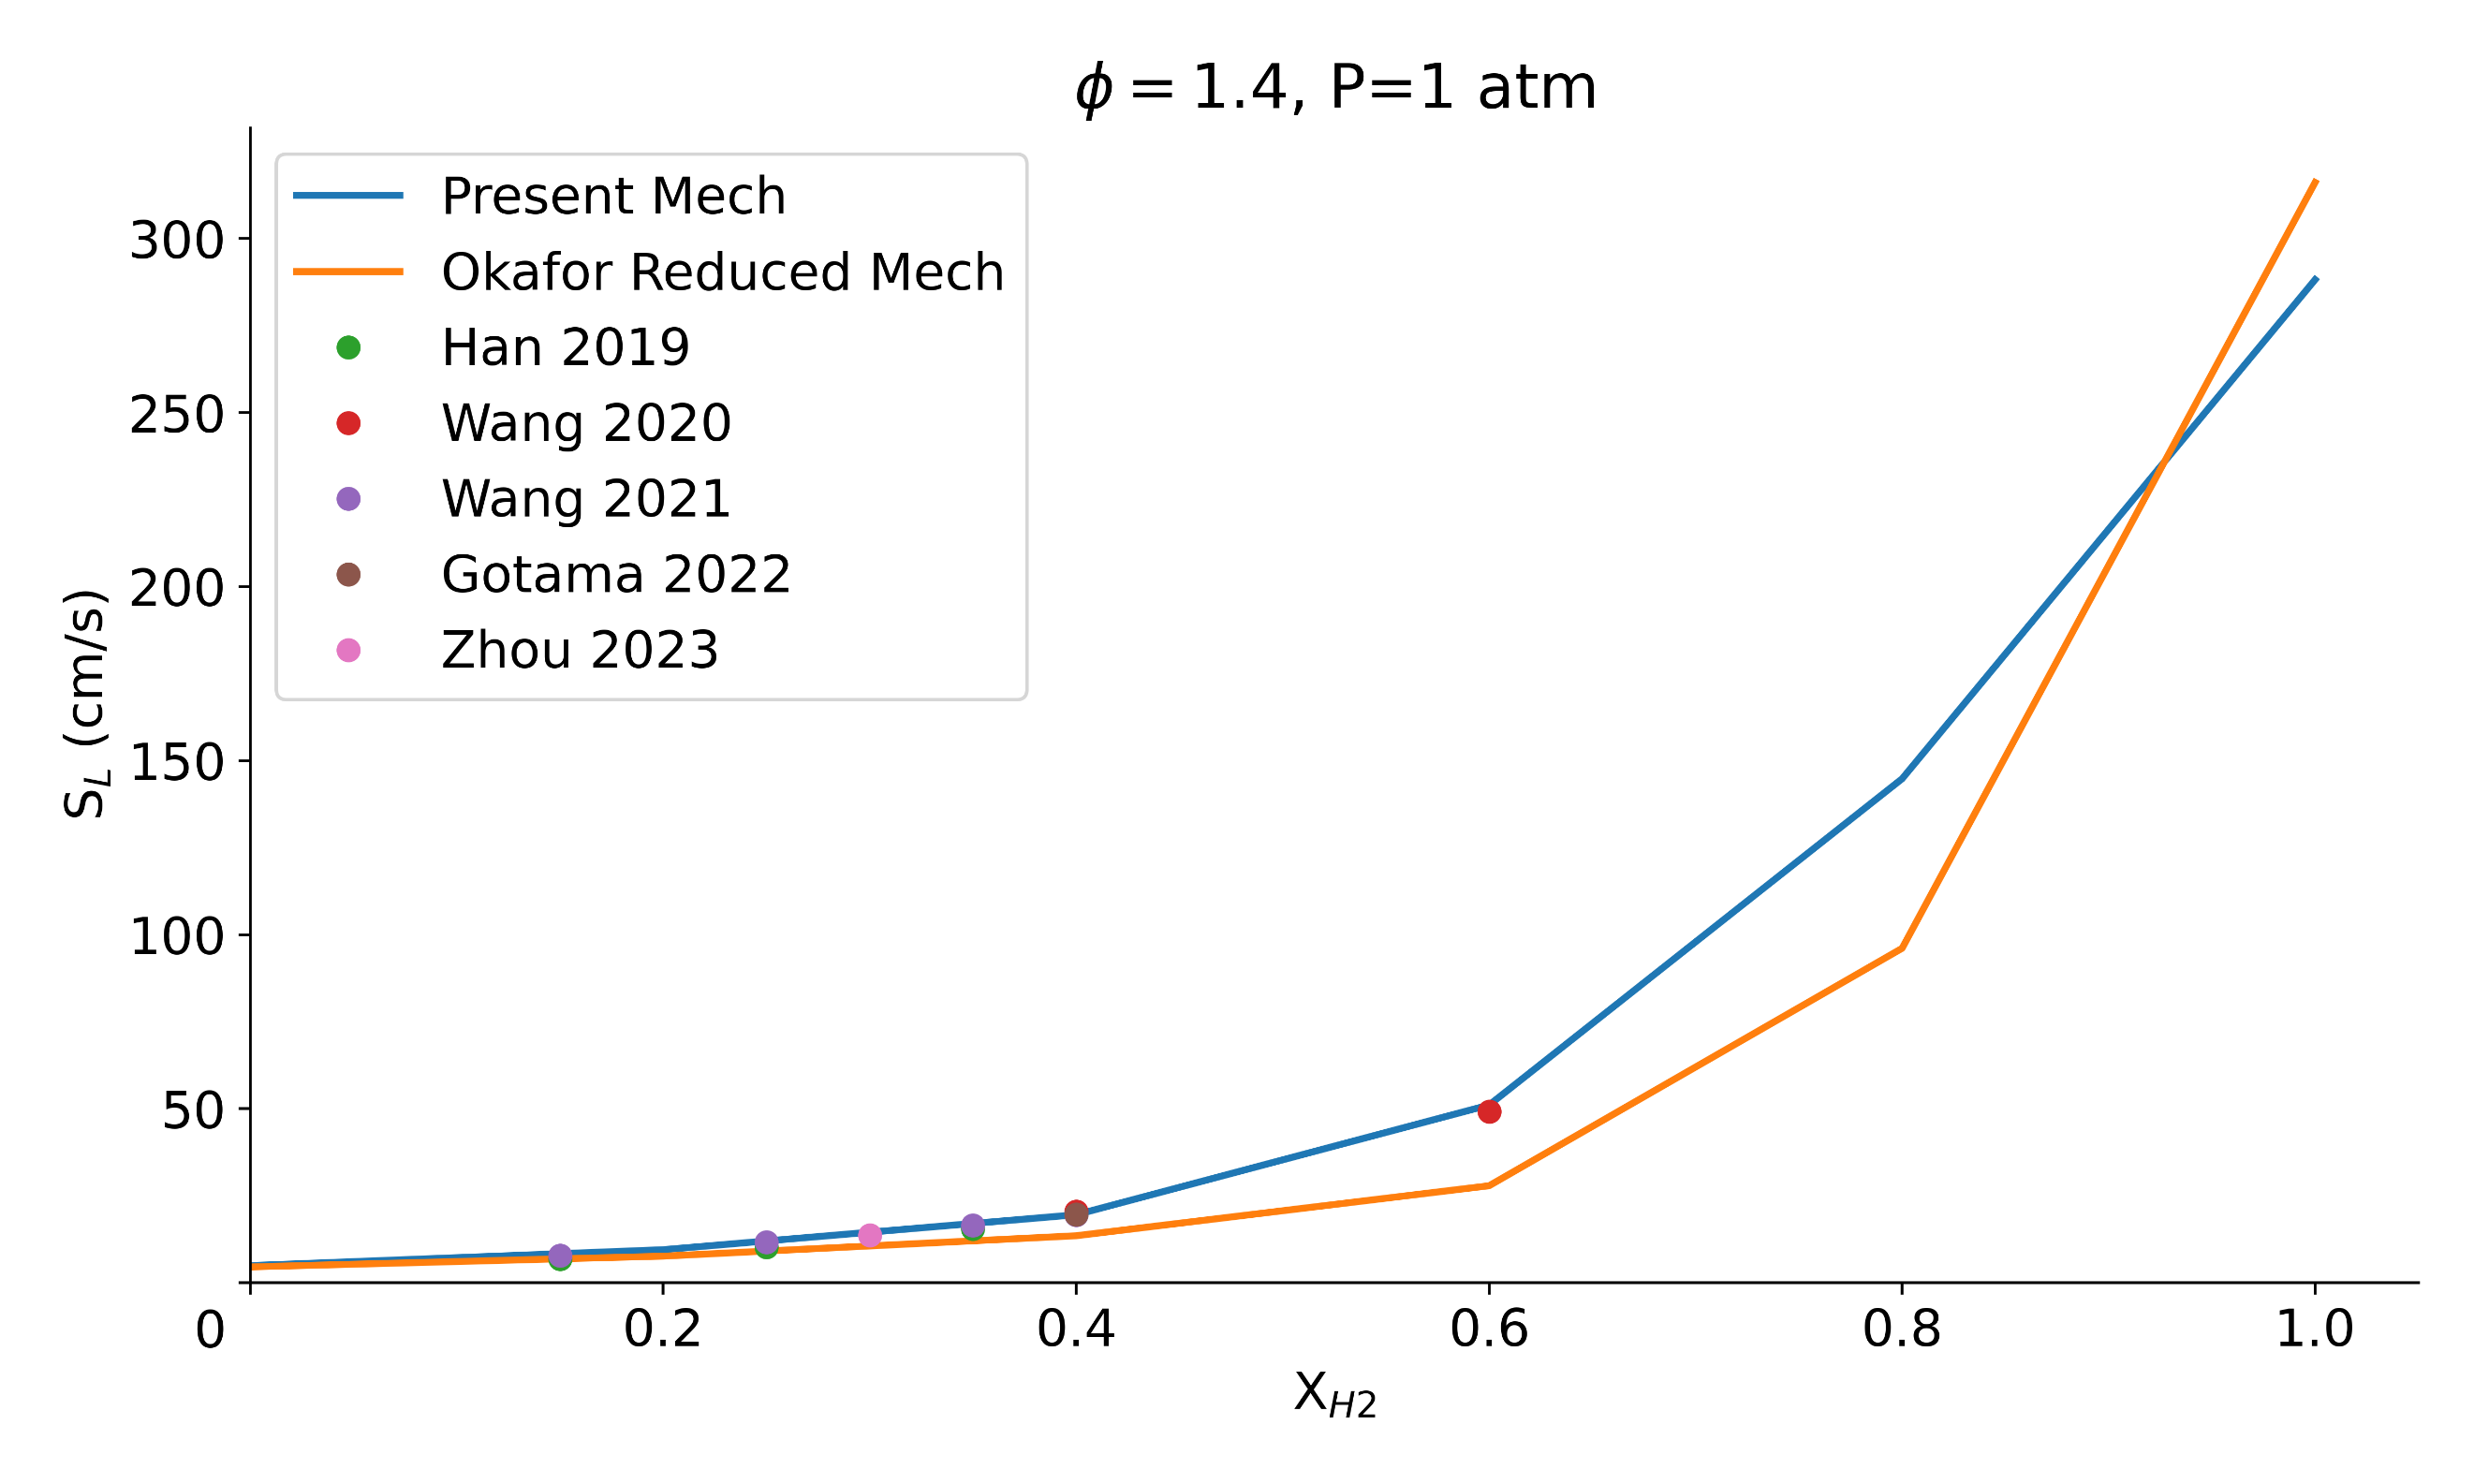 ϕ = 1.4, P=1 atm
Present Mech
Okafor Reduced Mech
Han 2019
Wang 2020
Wang 2021
Gotama 2022
Zhou 2023
300
250
200
150
100
50
0
S_L (cm/s)
0.2 0.4 0.6 0.8 1.0
X_H2